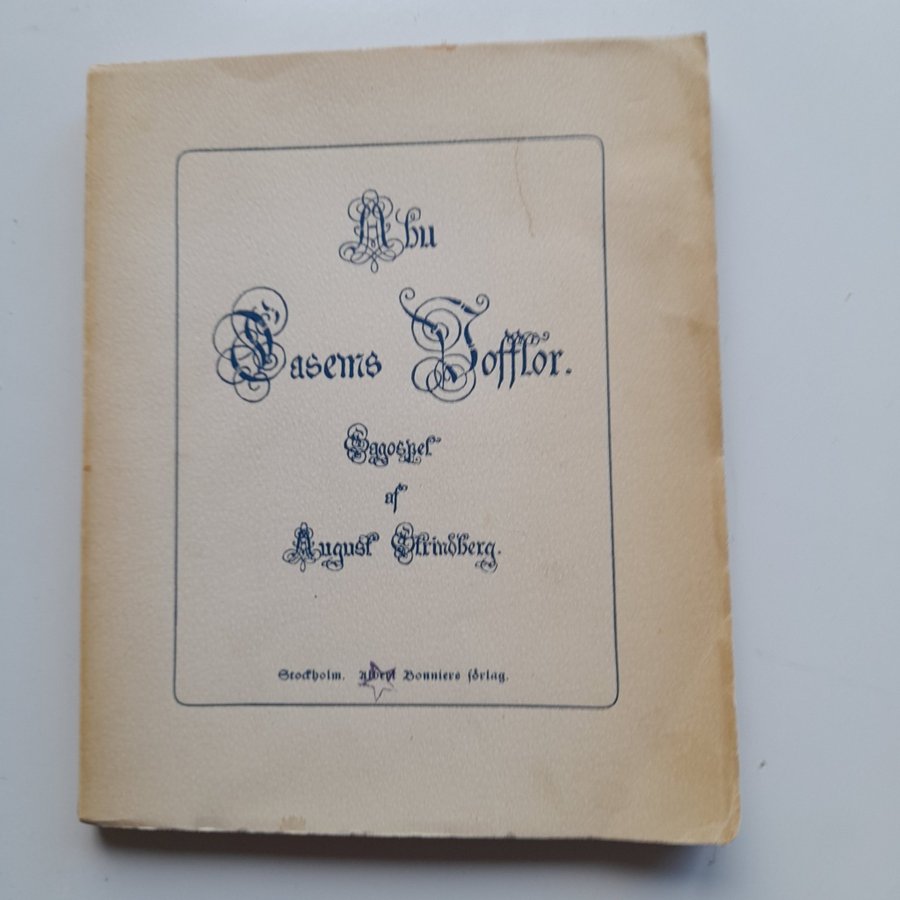 Abu
Casems Tofflor.
Sagospel
af
August Strindberg.
Stockholm. Albert Bonniers förlag.